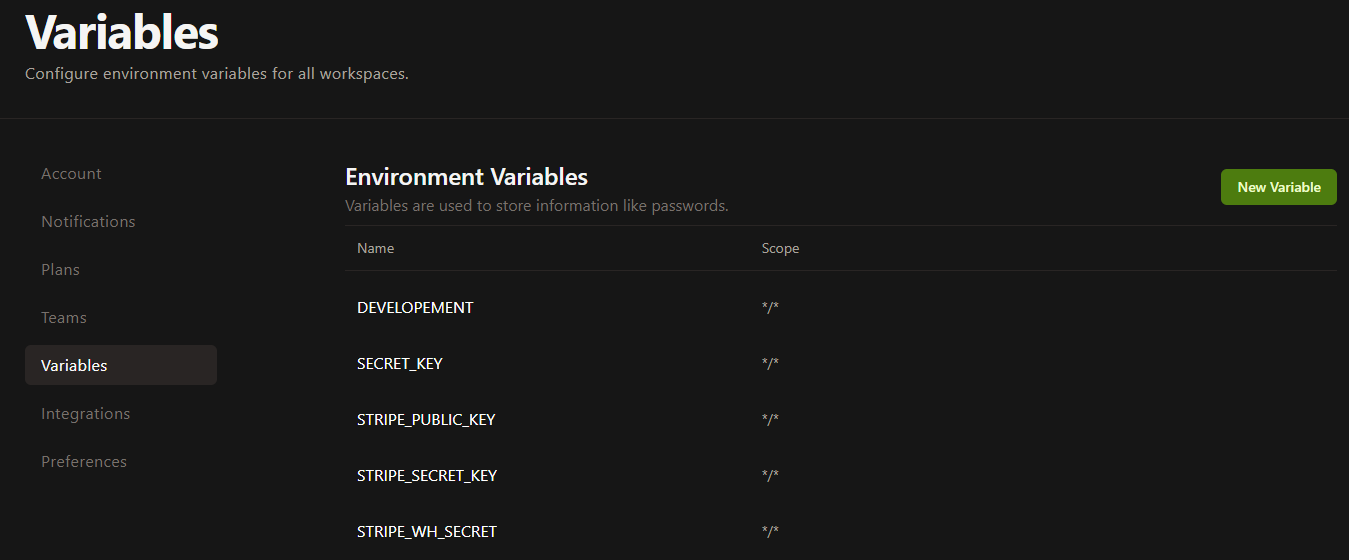 Variables
Configure environment variables for all workspaces.
Account
Notifications
Plans
Teams
Variables
Integrations
Preferences
Environment Variables
Variables are used to store information like passwords.
New Variable
Name Scope
DEVELOPEMENT */*
SECRET_KEY */*
STRIPE_PUBLIC_KEY */*
STRIPE_SECRET_KEY */*
STRIPE_WH_SECRET */*